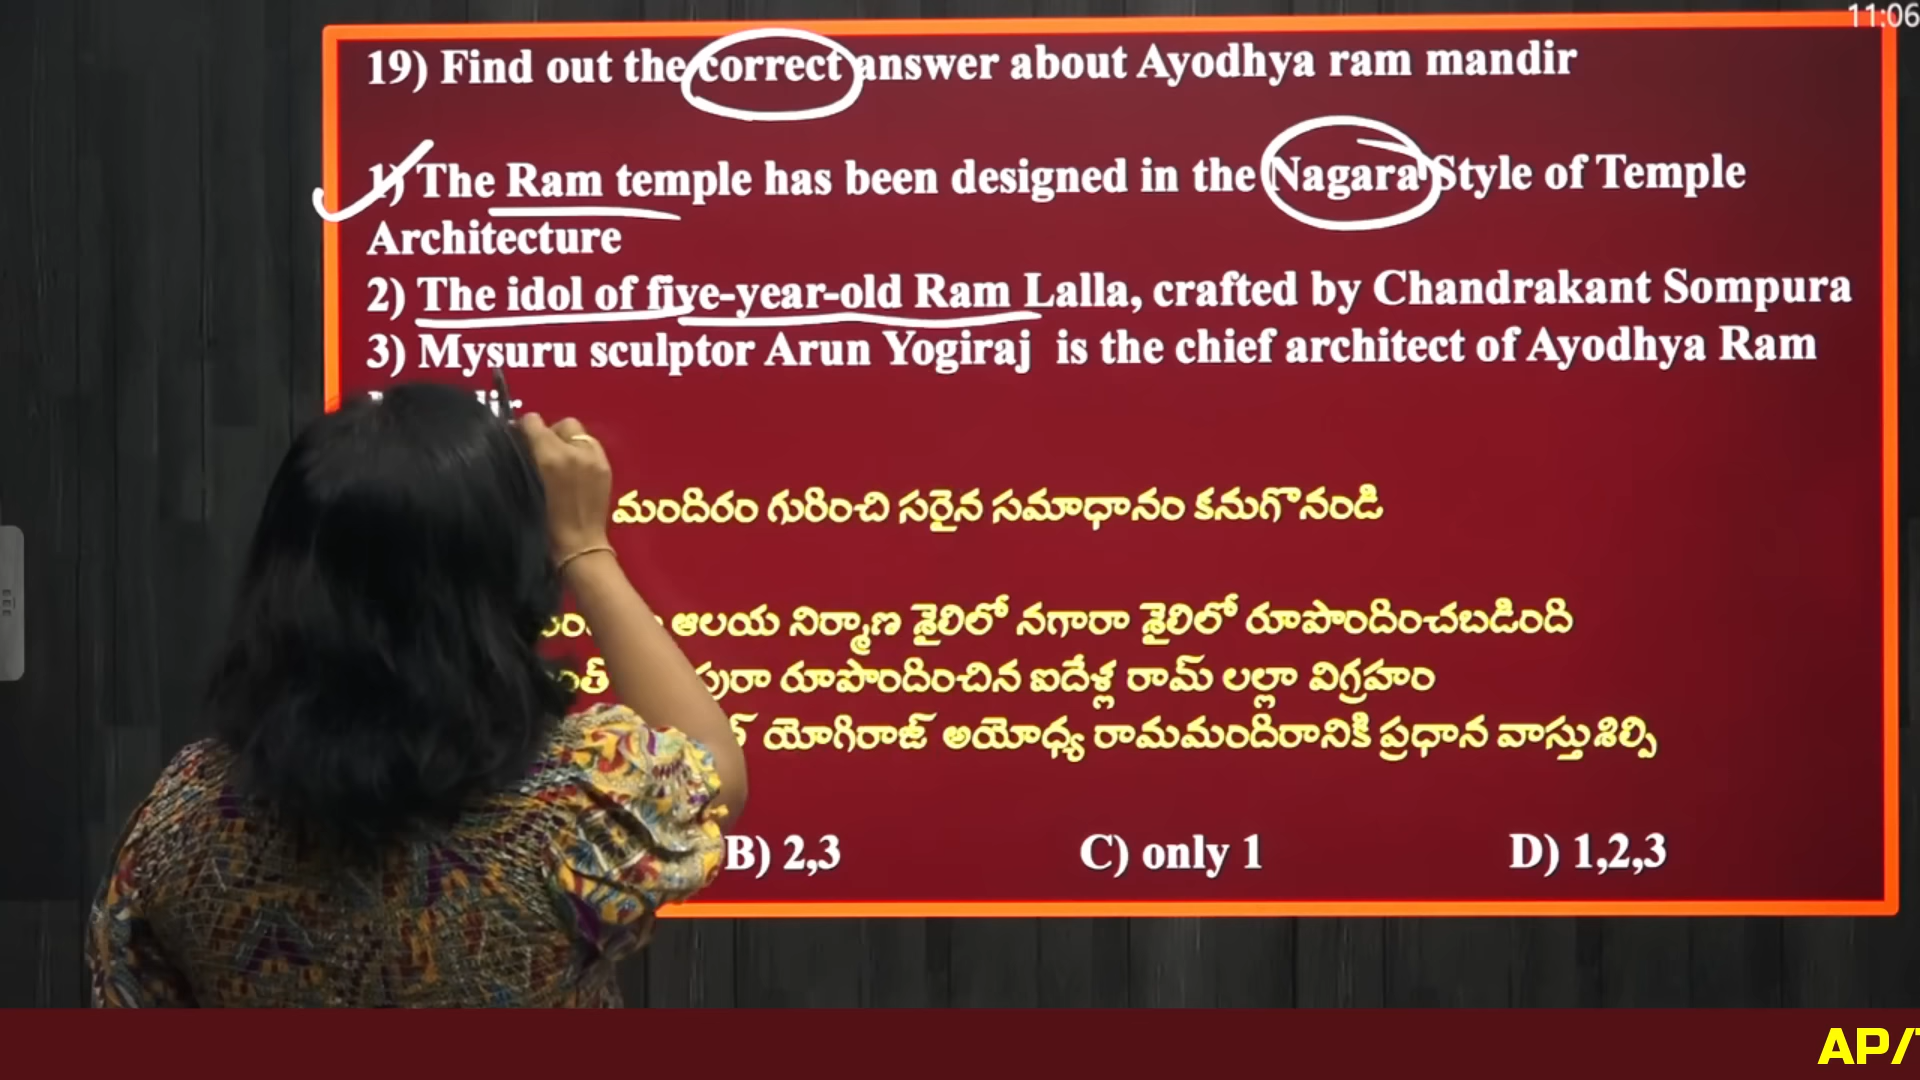 11:06
19) Find out the correct answer about Ayodhya ram mandir
1) The Ram temple has been designed in the Nagara Style of Temple
Architecture
2) The idol of five-year-old Ram Lalla, crafted by Chandrakant Sompura
3) Mysuru sculptor Arun Yogiraj is the chief architect of Ayodhya Ram
మందిరం గురించి సరైన సమాధానం కనుగొనండి
ఆలయ నిర్మాణ శైలిలో నగారా శైలిలో రూపొందించబడింది
రూపొందించిన ఐదేళ్ల రామ్ లల్లా విగ్రహం
యోగిరాజ్ అయోధ్య రామమందిరానికి ప్రధాన వాస్తుశిల్పి
B) 2,3 C) only 1 D) 1,2,3
AP/